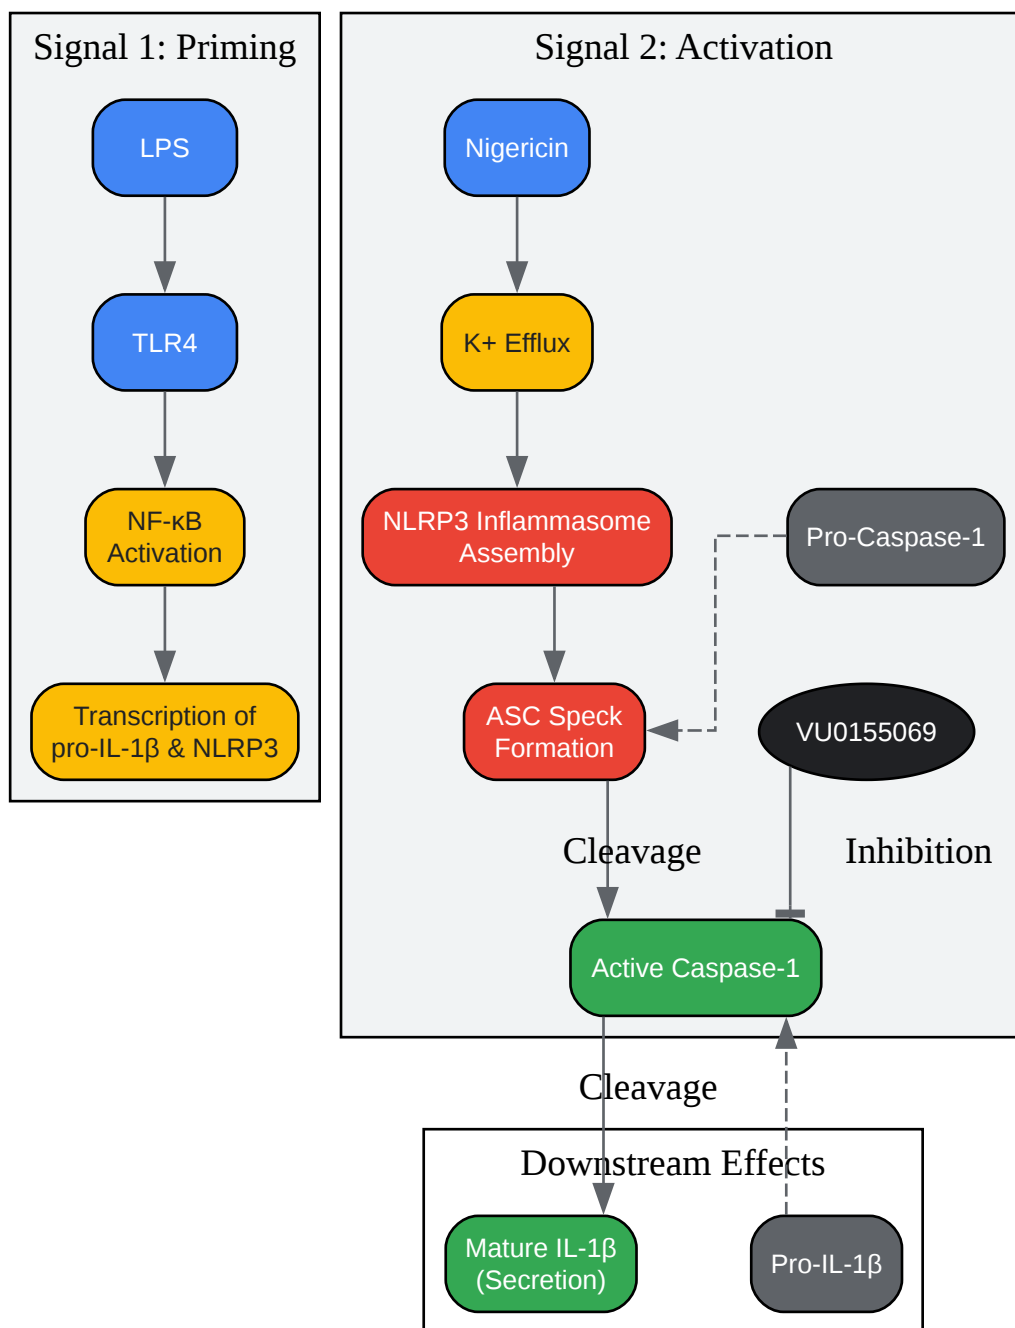 Signal 1: Priming
LPS
TLR4
NF-κB
Activation
Transcription of
pro-IL-1β & NLRP3
Signal 2: Activation
Nigericin
K+ Efflux
NLRP3 Inflammasome
Assembly
Pro-Caspase-1
ASC Speck
Formation
VU0155069
Cleavage
Inhibition
Active Caspase-1
Cleavage
Downstream Effects
Mature IL-1β
(Secretion)
Pro-IL-1β